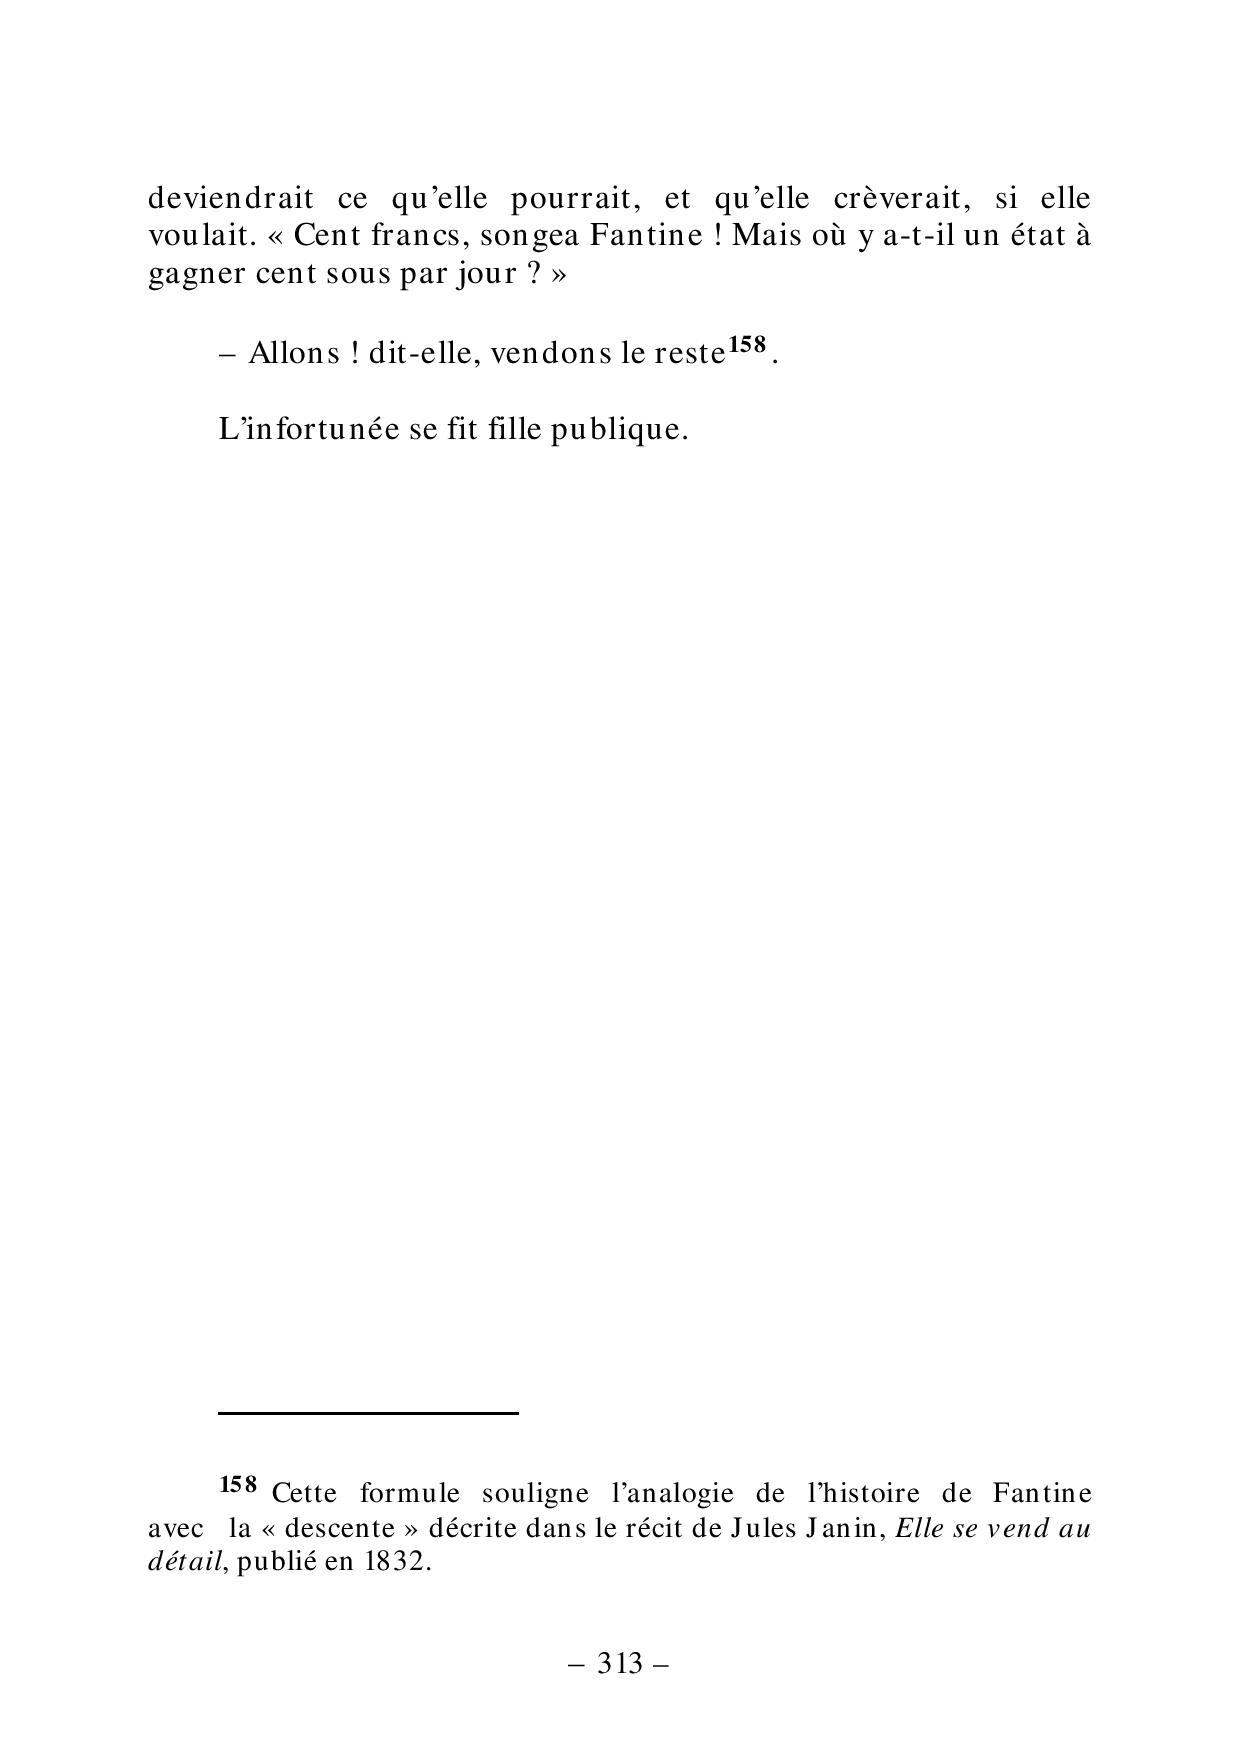 deviendrait ce qu’elle pourrait, et qu’elle crèverait, si elle
voulait. « Cent francs, songea Fantine ! Mais où y a-t-il un état à
gagner cent sous par jour ? »
– Allons ! dit-elle, vendons le reste158.
L’infortunée se fit fille publique.
158 Cette formule souligne l’analogie de l’histoire de Fantine
avec la « descente » décrite dans le récit de Jules Janin, Elle se vend au
détail, publié en 1832.
– 313 –